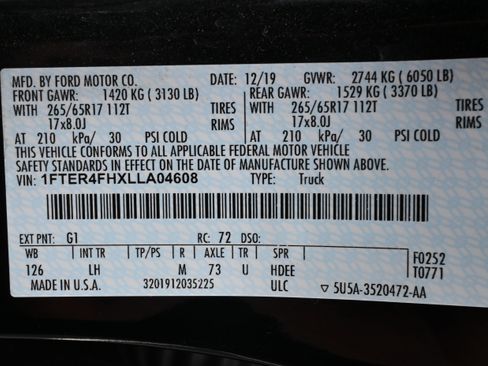 MFD. BY FORD MOTOR CO. DATE: 12/19 GVWR: 2744 KG ( 6050 LB)
FRONT GAWR: 1420 KG ( 3130 LB) REAR GAWR: 1529 KG ( 3370 LB)
WITH 265/65R17 112T TIRES WITH 265/65R17 112T TIRES
17x8.0J RIMS 17x8.0J RIMS
AT 210 kPa/ 30 PSI COLD AT 210 kPa/ 30 PSI COLD
THIS VEHICLE CONFORMS TO ALL APPLICABLE FEDERAL MOTOR VEHICLE
SAFETY STANDARDS IN EFFECT ON THE DATE OF MANUFACTURE SHOWN ABOVE.
VIN: 1FTER4FHXLLA04608 TYPE: Truck
EXT PNT: G1 RC: 72 DSO:
WB INT TR TP/PS R AXLE TR SPR F0252
126 LH M 73 U HDEE T0771
MADE IN U.S.A. 3201912035225 ULC ▽ 5U5A-3520472-AA